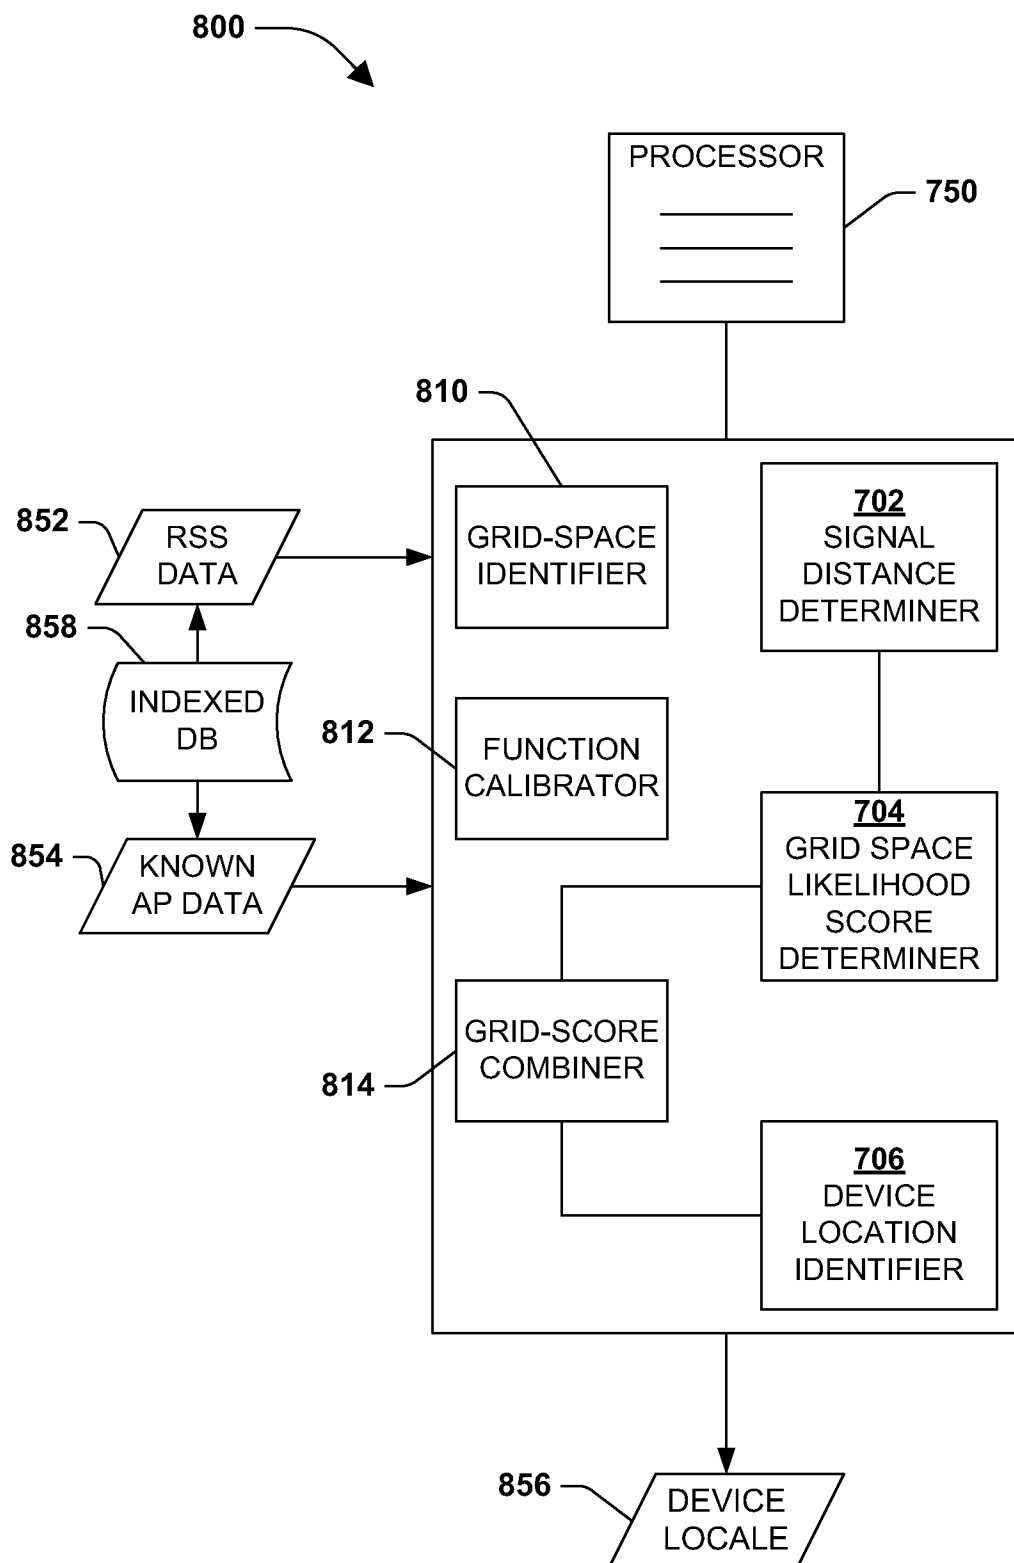 800
PROCESSOR
750
810
852
RSS
DATA
GRID-SPACE
IDENTIFIER
702
SIGNAL
DISTANCE
DETERMINER
858
INDEXED
DB
812
FUNCTION
CALIBRATOR
854
KNOWN
AP DATA
704
GRID SPACE
LIKELIHOOD
SCORE
DETERMINER
GRID-SCORE
COMBINER
814
706
DEVICE
LOCATION
IDENTIFIER
856
DEVICE
LOCALE